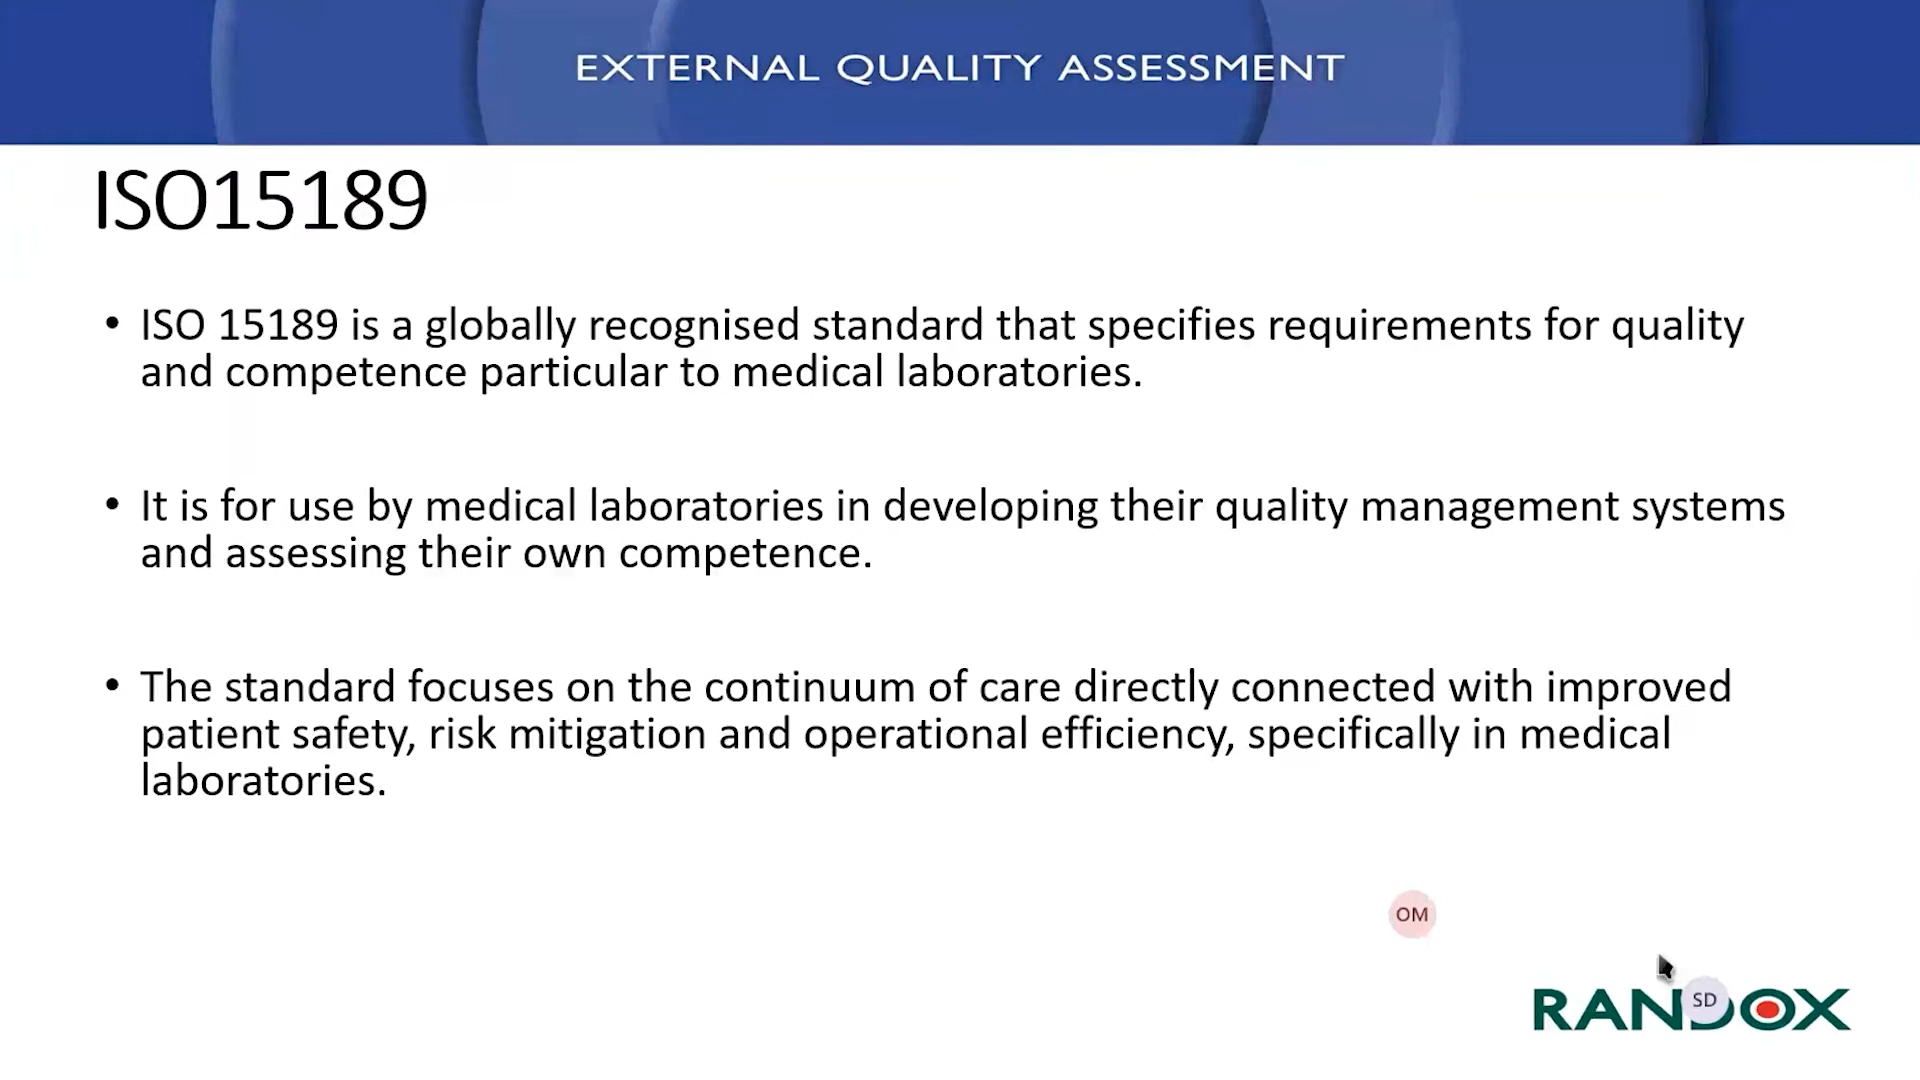 EXTERNAL QUALITY ASSESSMENT
ISO15189
• ISO 15189 is a globally recognised standard that specifies requirements for quality
and competence particular to medical laboratories.
• It is for use by medical laboratories in developing their quality management systems
and assessing their own competence.
• The standard focuses on the continuum of care directly connected with improved
patient safety, risk mitigation and operational efficiency, specifically in medical
laboratories.
OM
SD
RANDOX